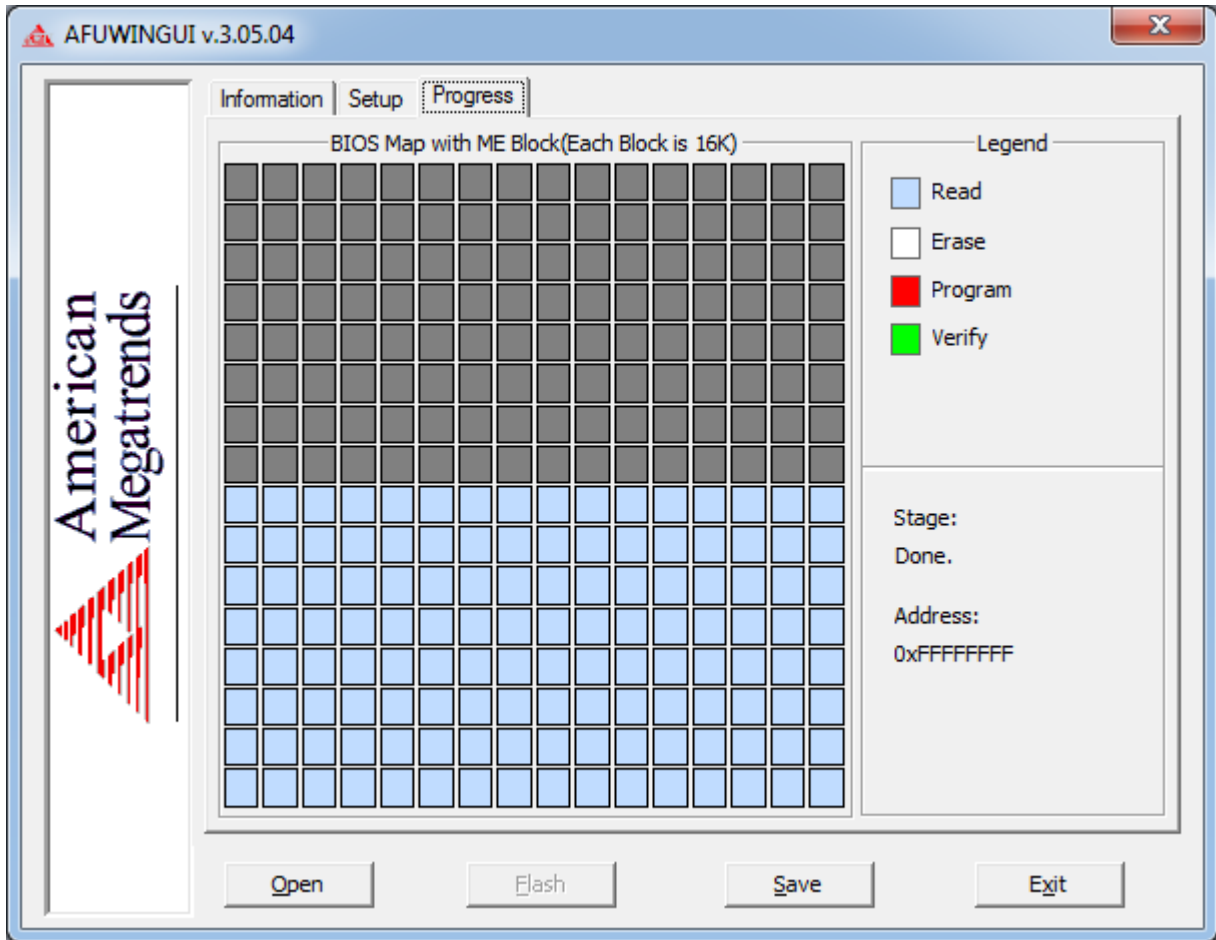 AFUWINGUI v.3.05.04
Information
Setup
Progress
BIOS Map with ME Block(Each Block is 16K)
Legend
Read
Erase
Program
Verify
American
Megatrends
Stage:
Done.
Address:
0xFFFFFFFF
Open
Flash
Save
Exit